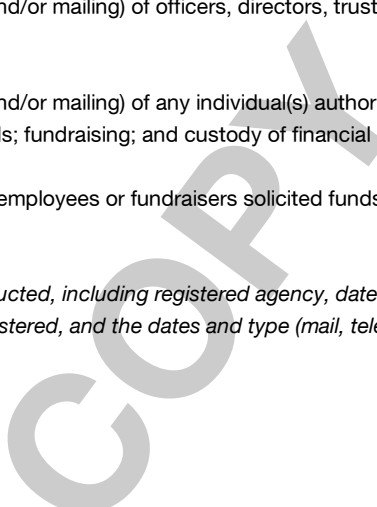 nd/or mailing) of officers, directors, trust
nd/or mailing) of any individual(s) author
ls; fundraising; and custody of financial
employees or fundraisers solicited funds
ucted, including registered agency, date
stered, and the dates and type (mail, tele
COPY